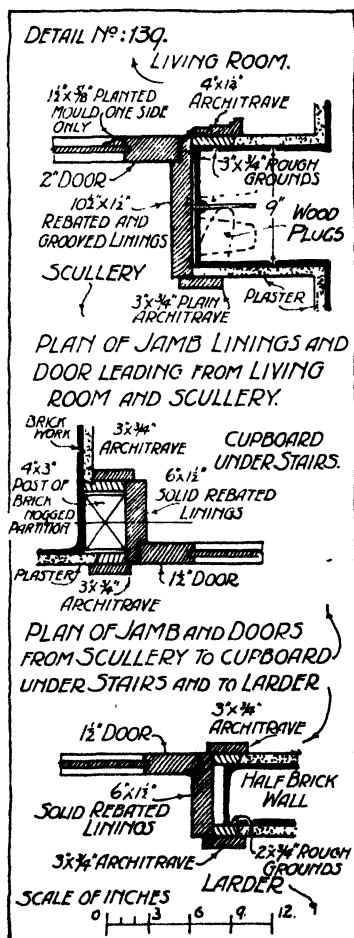 DETAIL Nº:139.
LIVING ROOM.
1½"x⅝" PLANTED
MOULD ONE SIDE
ONLY
4"x1¼"
ARCHITRAVE
2" DOOR
3"x¾" ROUGH
GROUNDS
10½"x1½"
REBATED AND
GROOVED LININGS
9"
WOOD
PLUGS
SCULLERY
3"x¾" PLAIN
ARCHITRAVE
PLASTER
PLAN OF JAMB LININGS AND
DOOR LEADING FROM LIVING
ROOM AND SCULLERY.
BRICK
WORK
3"x¾"
ARCHITRAVE
CUPBOARD
UNDER STAIRS.
4"x3"
POST OF
BRICK
NOGGED
PARTITION
6"x1½"
SOLID REBATED
LININGS
PLASTER
3"x¾"
ARCHITRAVE
1½" DOOR
PLAN OF JAMB AND DOORS
FROM SCULLERY TO CUPBOARD
UNDER STAIRS AND TO LARDER
3"x¾"
ARCHITRAVE
1½" DOOR
6"x1½"
SOLID REBATED
LININGS
HALF BRICK
WALL
3"x¾" ARCHITRAVE
2"x¾" ROUGH
GROUNDS
LARDER
SCALE OF INCHES
0 3 6 9. 12.